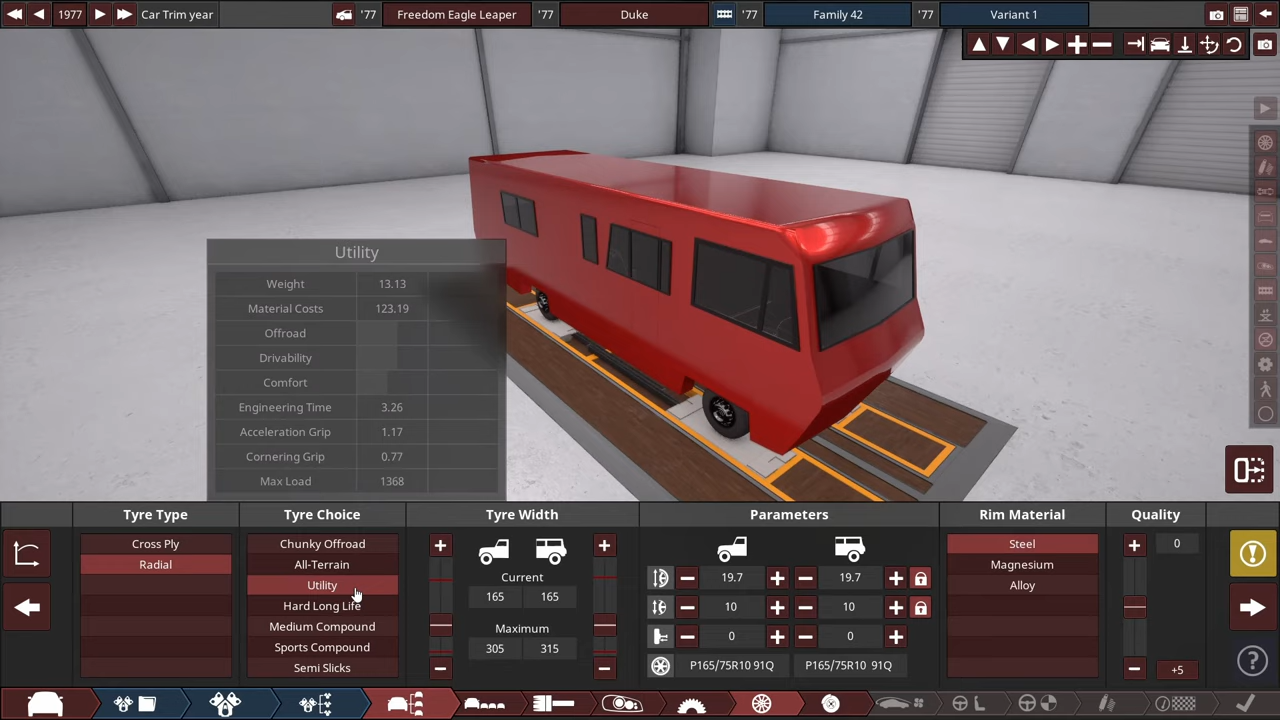 1977 Car Trim year '77 Freedom Eagle Leaper '77 Duke '77 Family 42 '77 Variant 1
Utility
Weight 13.13
Material Costs 123.19
Offroad
Drivability
Comfort
Engineering Time 3.26
Acceleration Grip 1.17
Cornering Grip 0.77
Max Load 1368
Tyre Type
Cross Ply
Radial
Tyre Choice
Chunky Offroad
All-Terrain
Utility
Hard Long Life
Medium Compound
Sports Compound
Semi Slicks
Tyre Width
Current
165 165
Maximum
305 315
Parameters
19.7 19.7
10 10
0 0
P165/75R10 91Q P165/75R10 91Q
Rim Material
Steel
Magnesium
Alloy
Quality
0
+5